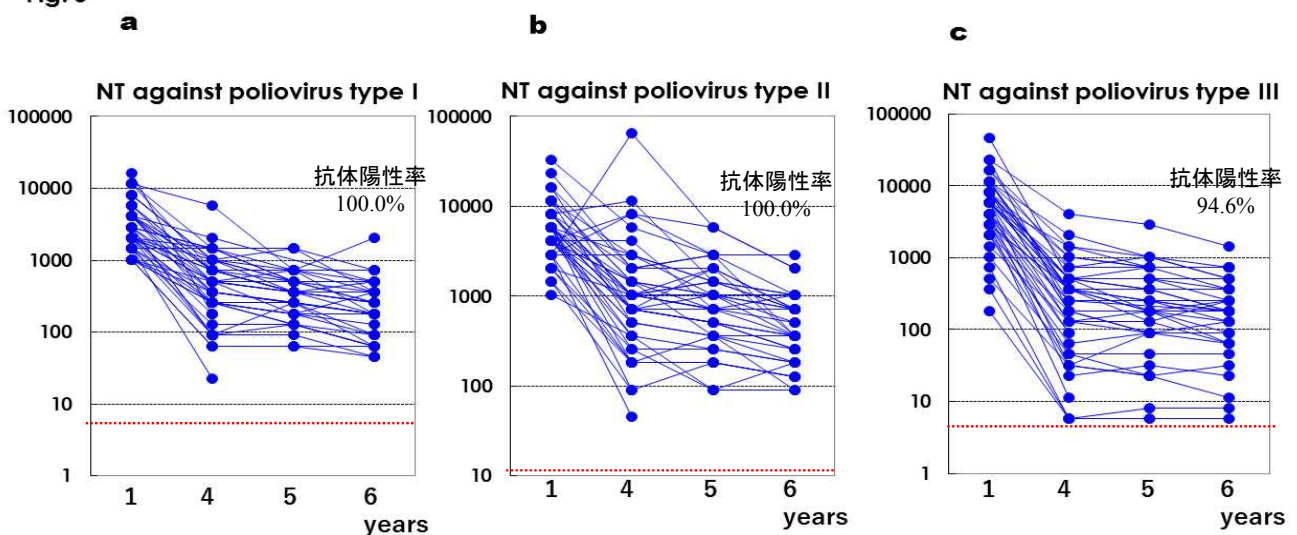 a
NT against poliovirus type I
100000
10000
1000
100
10
1
抗体陽性率
100.0%
1 4 5 6
years
b
NT against poliovirus type II
100000
10000
1000
100
10
抗体陽性率
100.0%
1 4 5 6
years
c
NT against poliovirus type III
100000
10000
1000
100
10
1
抗体陽性率
94.6%
1 4 5 6
years